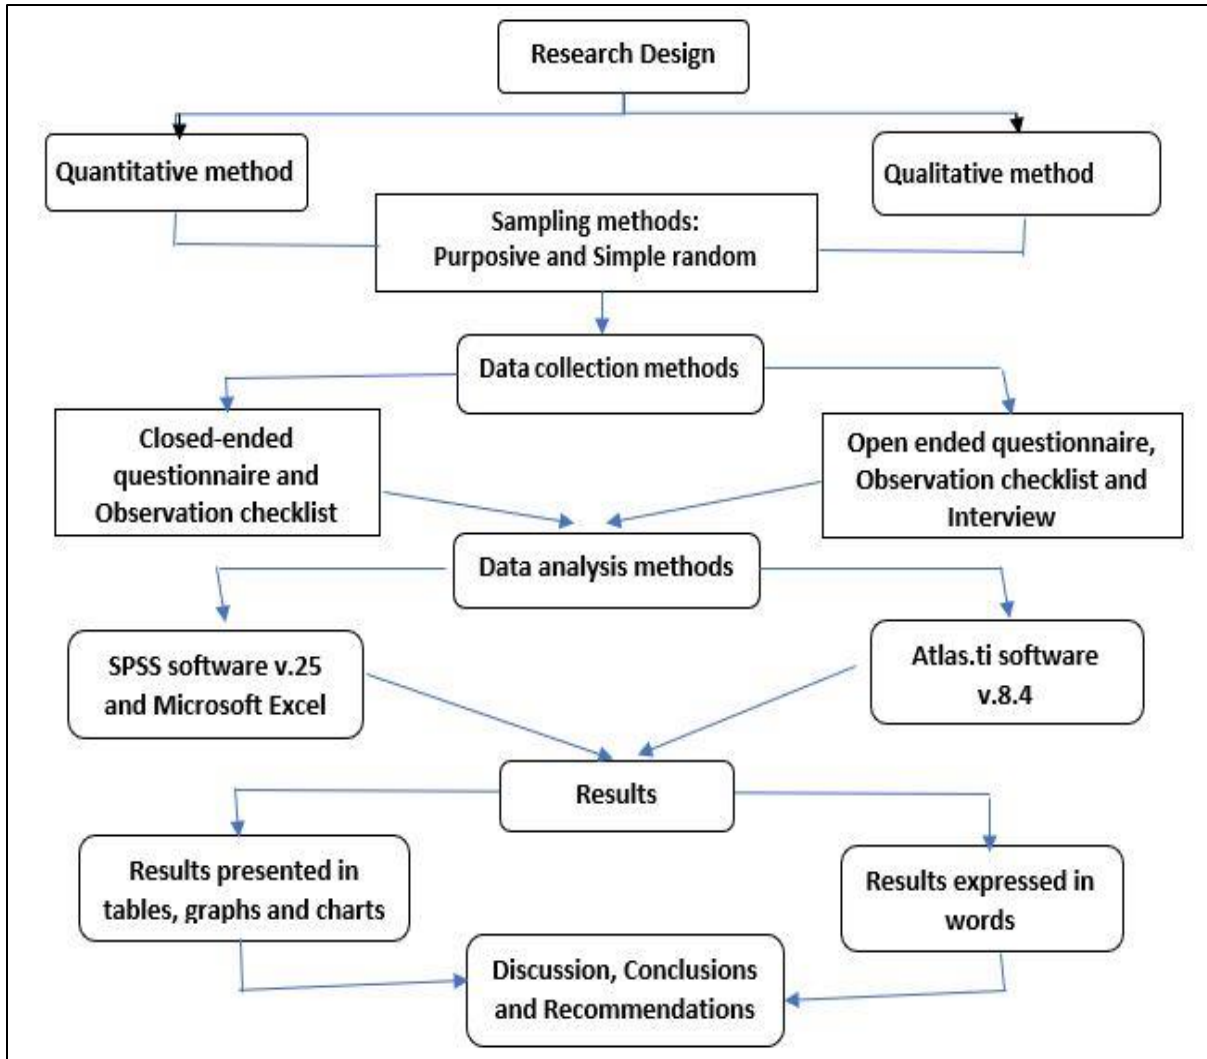 Research Design
Quantitative method
Qualitative method
Sampling methods:
Purposive and Simple random
Data collection methods
Closed-ended
questionnaire and
Observation checklist
Open ended questionnaire,
Observation checklist and
Interview
Data analysis methods
SPSS software v.25
and Microsoft Excel
Atlas.ti software
v.8.4
Results
Results presented in
tables, graphs and charts
Results expressed in
words
Discussion, Conclusions
and Recommendations